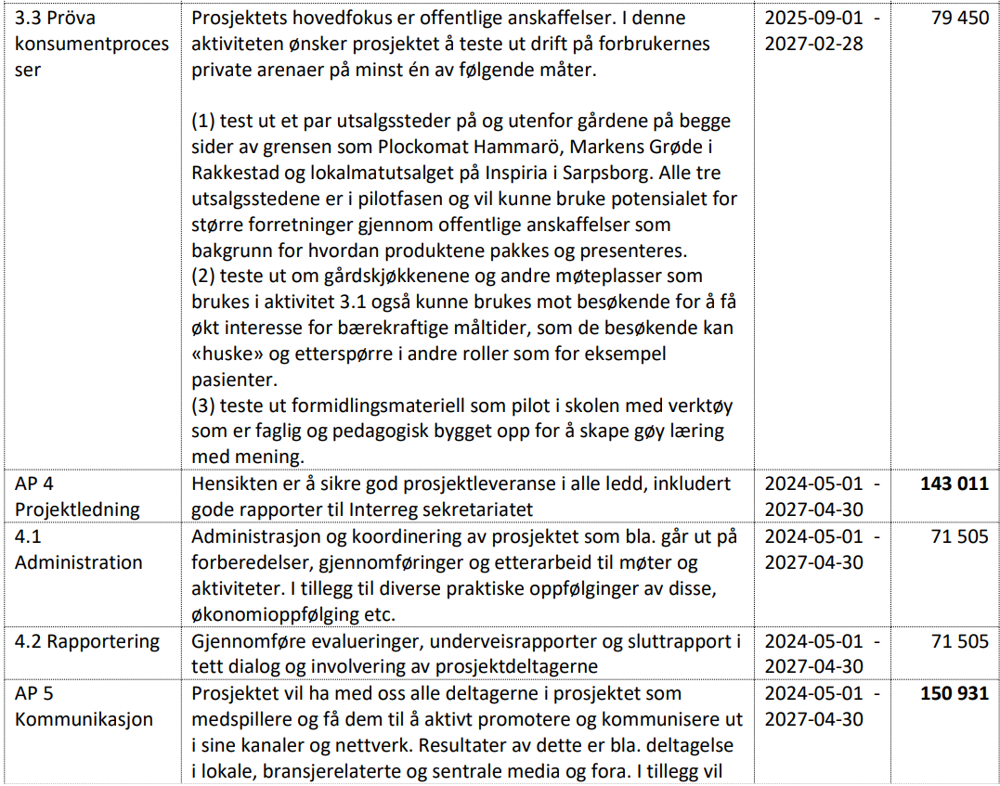 3.3 Pröva
konsumentproces
ser
Prosjektets hovedfokus er offentlige anskaffelser. I denne
aktiviteten ønsker prosjektet å teste ut drift på forbrukernes
private arenaer på minst én av følgende måter.
(1) test ut et par utsalgssteder på og utenfor gårdene på begge
sider av grensen som Plockomat Hammarö, Markens Grøde i
Rakkestad og lokalmatutsalget på Inspiria i Sarpsborg. Alle tre
utsalgsstedene er i pilotfasen og vil kunne bruke potensialet for
større forretninger gjennom offentlige anskaffelser som
bakgrunn for hvordan produktene pakkes og presenteres.
(2) teste ut om gårdskjøkkenene og andre møteplasser som
brukes i aktivitet 3.1 også kunne brukes mot besøkende for å få
økt interesse for bærekraftige måltider, som de besøkende kan
«huske» og etterspørre i andre roller som for eksempel
pasienter.
(3) teste ut formidlingsmateriell som pilot i skolen med verktøy
som er faglig og pedagogisk bygget opp for å skape gøy læring
med mening.
2025-09-01 -
2027-02-28
79 450
AP 4
Projektledning
Hensikten er å sikre god prosjektleveranse i alle ledd, inkludert
gode rapporter til Interreg sekretariatet
2024-05-01 -
2027-04-30
143 011
4.1
Administration
Administrasjon og koordinering av prosjektet som bla. går ut på
forberedelser, gjennomføringer og etterarbeid til møter og
aktiviteter. I tillegg til diverse praktiske oppfølginger av disse,
økonomioppfølging etc.
2024-05-01 -
2027-04-30
71 505
4.2 Rapportering
Gjennomføre evalueringer, underveisrapporter og sluttrapport i
tett dialog og involvering av prosjektdeltagerne
2024-05-01 -
2027-04-30
71 505
AP 5
Kommunikasjon
Prosjektet vil ha med oss alle deltagerne i prosjektet som
medspillere og få dem til å aktivt promotere og kommunisere ut
i sine kanaler og nettverk. Resultater av dette er bla. deltagelse
i lokale, bransjerelaterte og sentrale media og fora. I tillegg vil
2024-05-01 -
2027-04-30
150 931